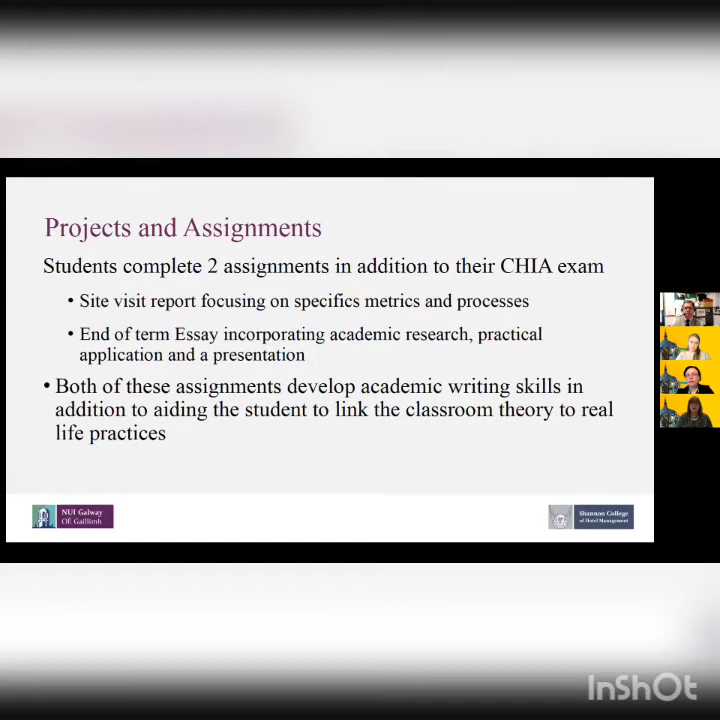 Projects and Assignments
Students complete 2 assignments in addition to their CHIA exam
• Site visit report focusing on specifics metrics and processes
• End of term Essay incorporating academic research, practical
application and a presentation
• Both of these assignments develop academic writing skills in
addition to aiding the student to link the classroom theory to real
life practices
NUI Galway
OÉ Gaillimh
Shannon College
of Hotel Management
InShOt